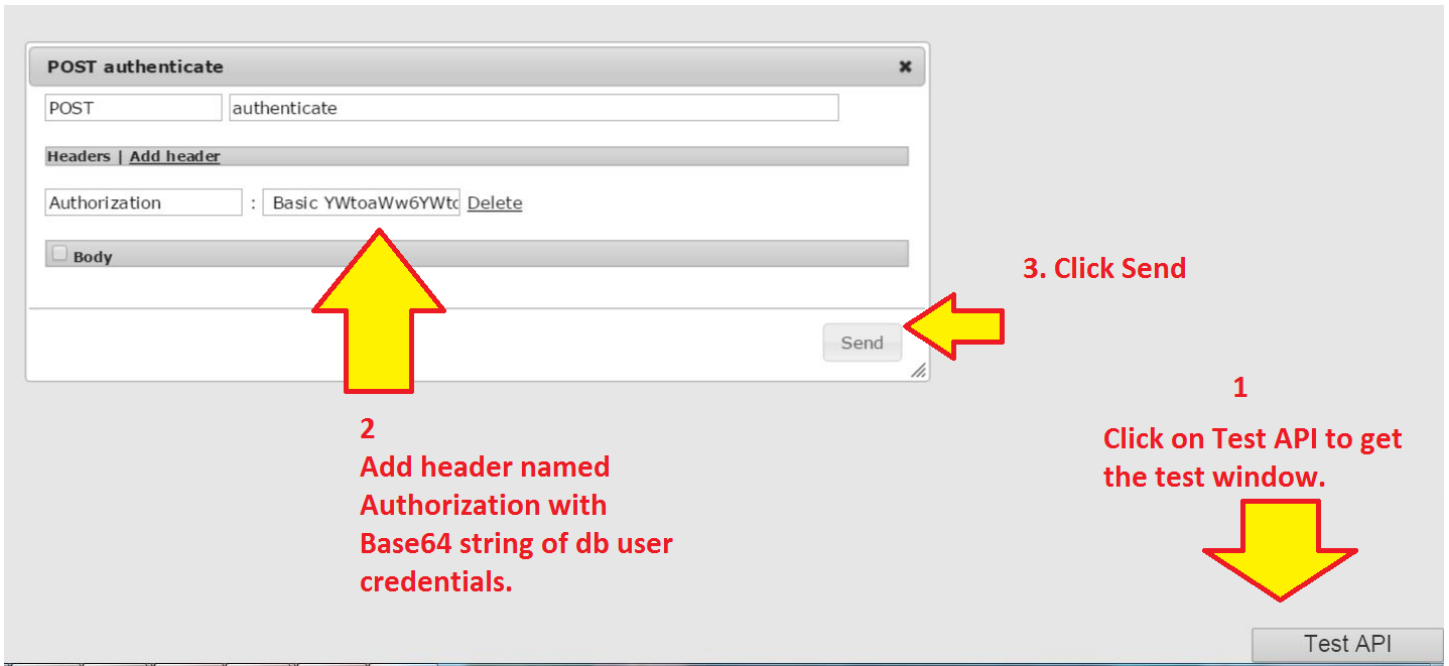 POST authenticate
POST authenticate
Headers | Add header
Authorization : Basic YWtoaWw6YWtc Delete
Body
Send
3. Click Send
2
Add header named
Authorization with
Base64 string of db user
credentials.
1
Click on Test API to get
the test window.
Test API